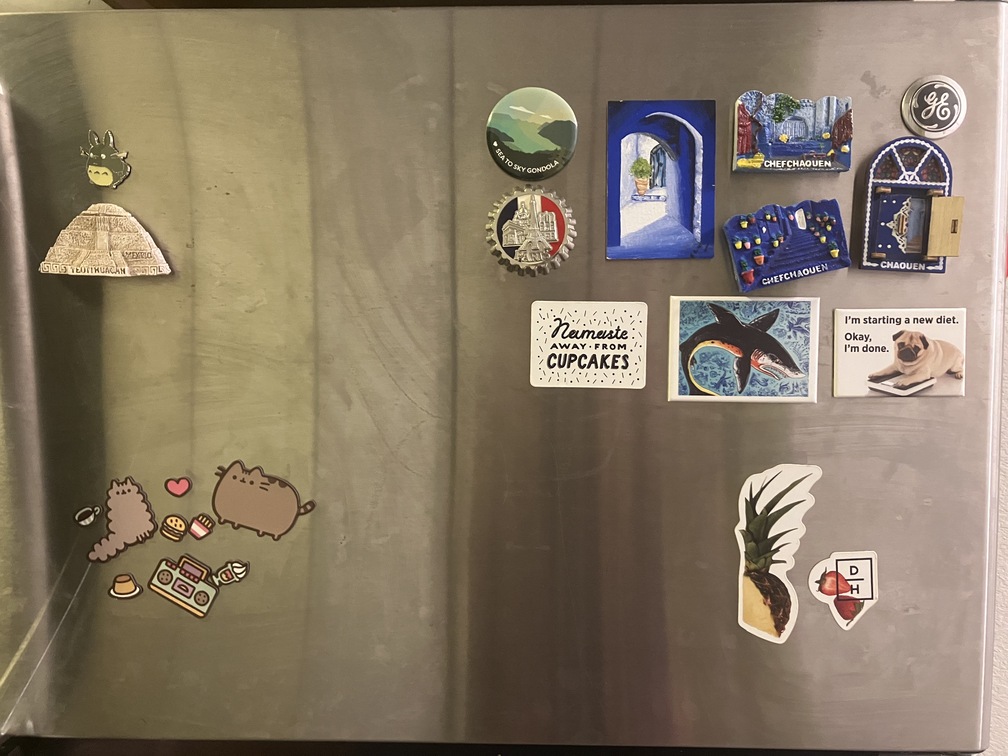 SEA TO SKY GONDOLA
CHEFCHAOUEN
GE
MEXICO
TEOTIHUACAN
CHEFCHAOUEN
CHAOUEN
Namaste
AWAY·FROM
CUPCAKES
I'm starting a new diet.
Okay,
I'm done.
D
H